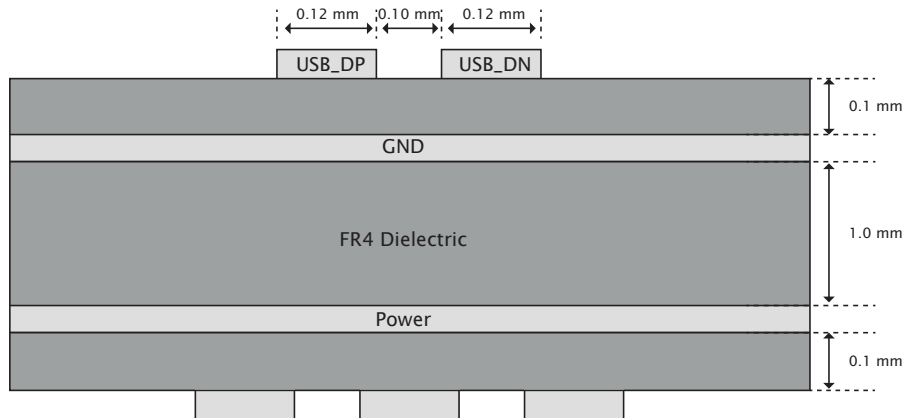 0.12 mm 0.10 mm 0.12 mm
USB_DP USB_DN
0.1 mm
GND
1.0 mm
FR4 Dielectric
Power
0.1 mm